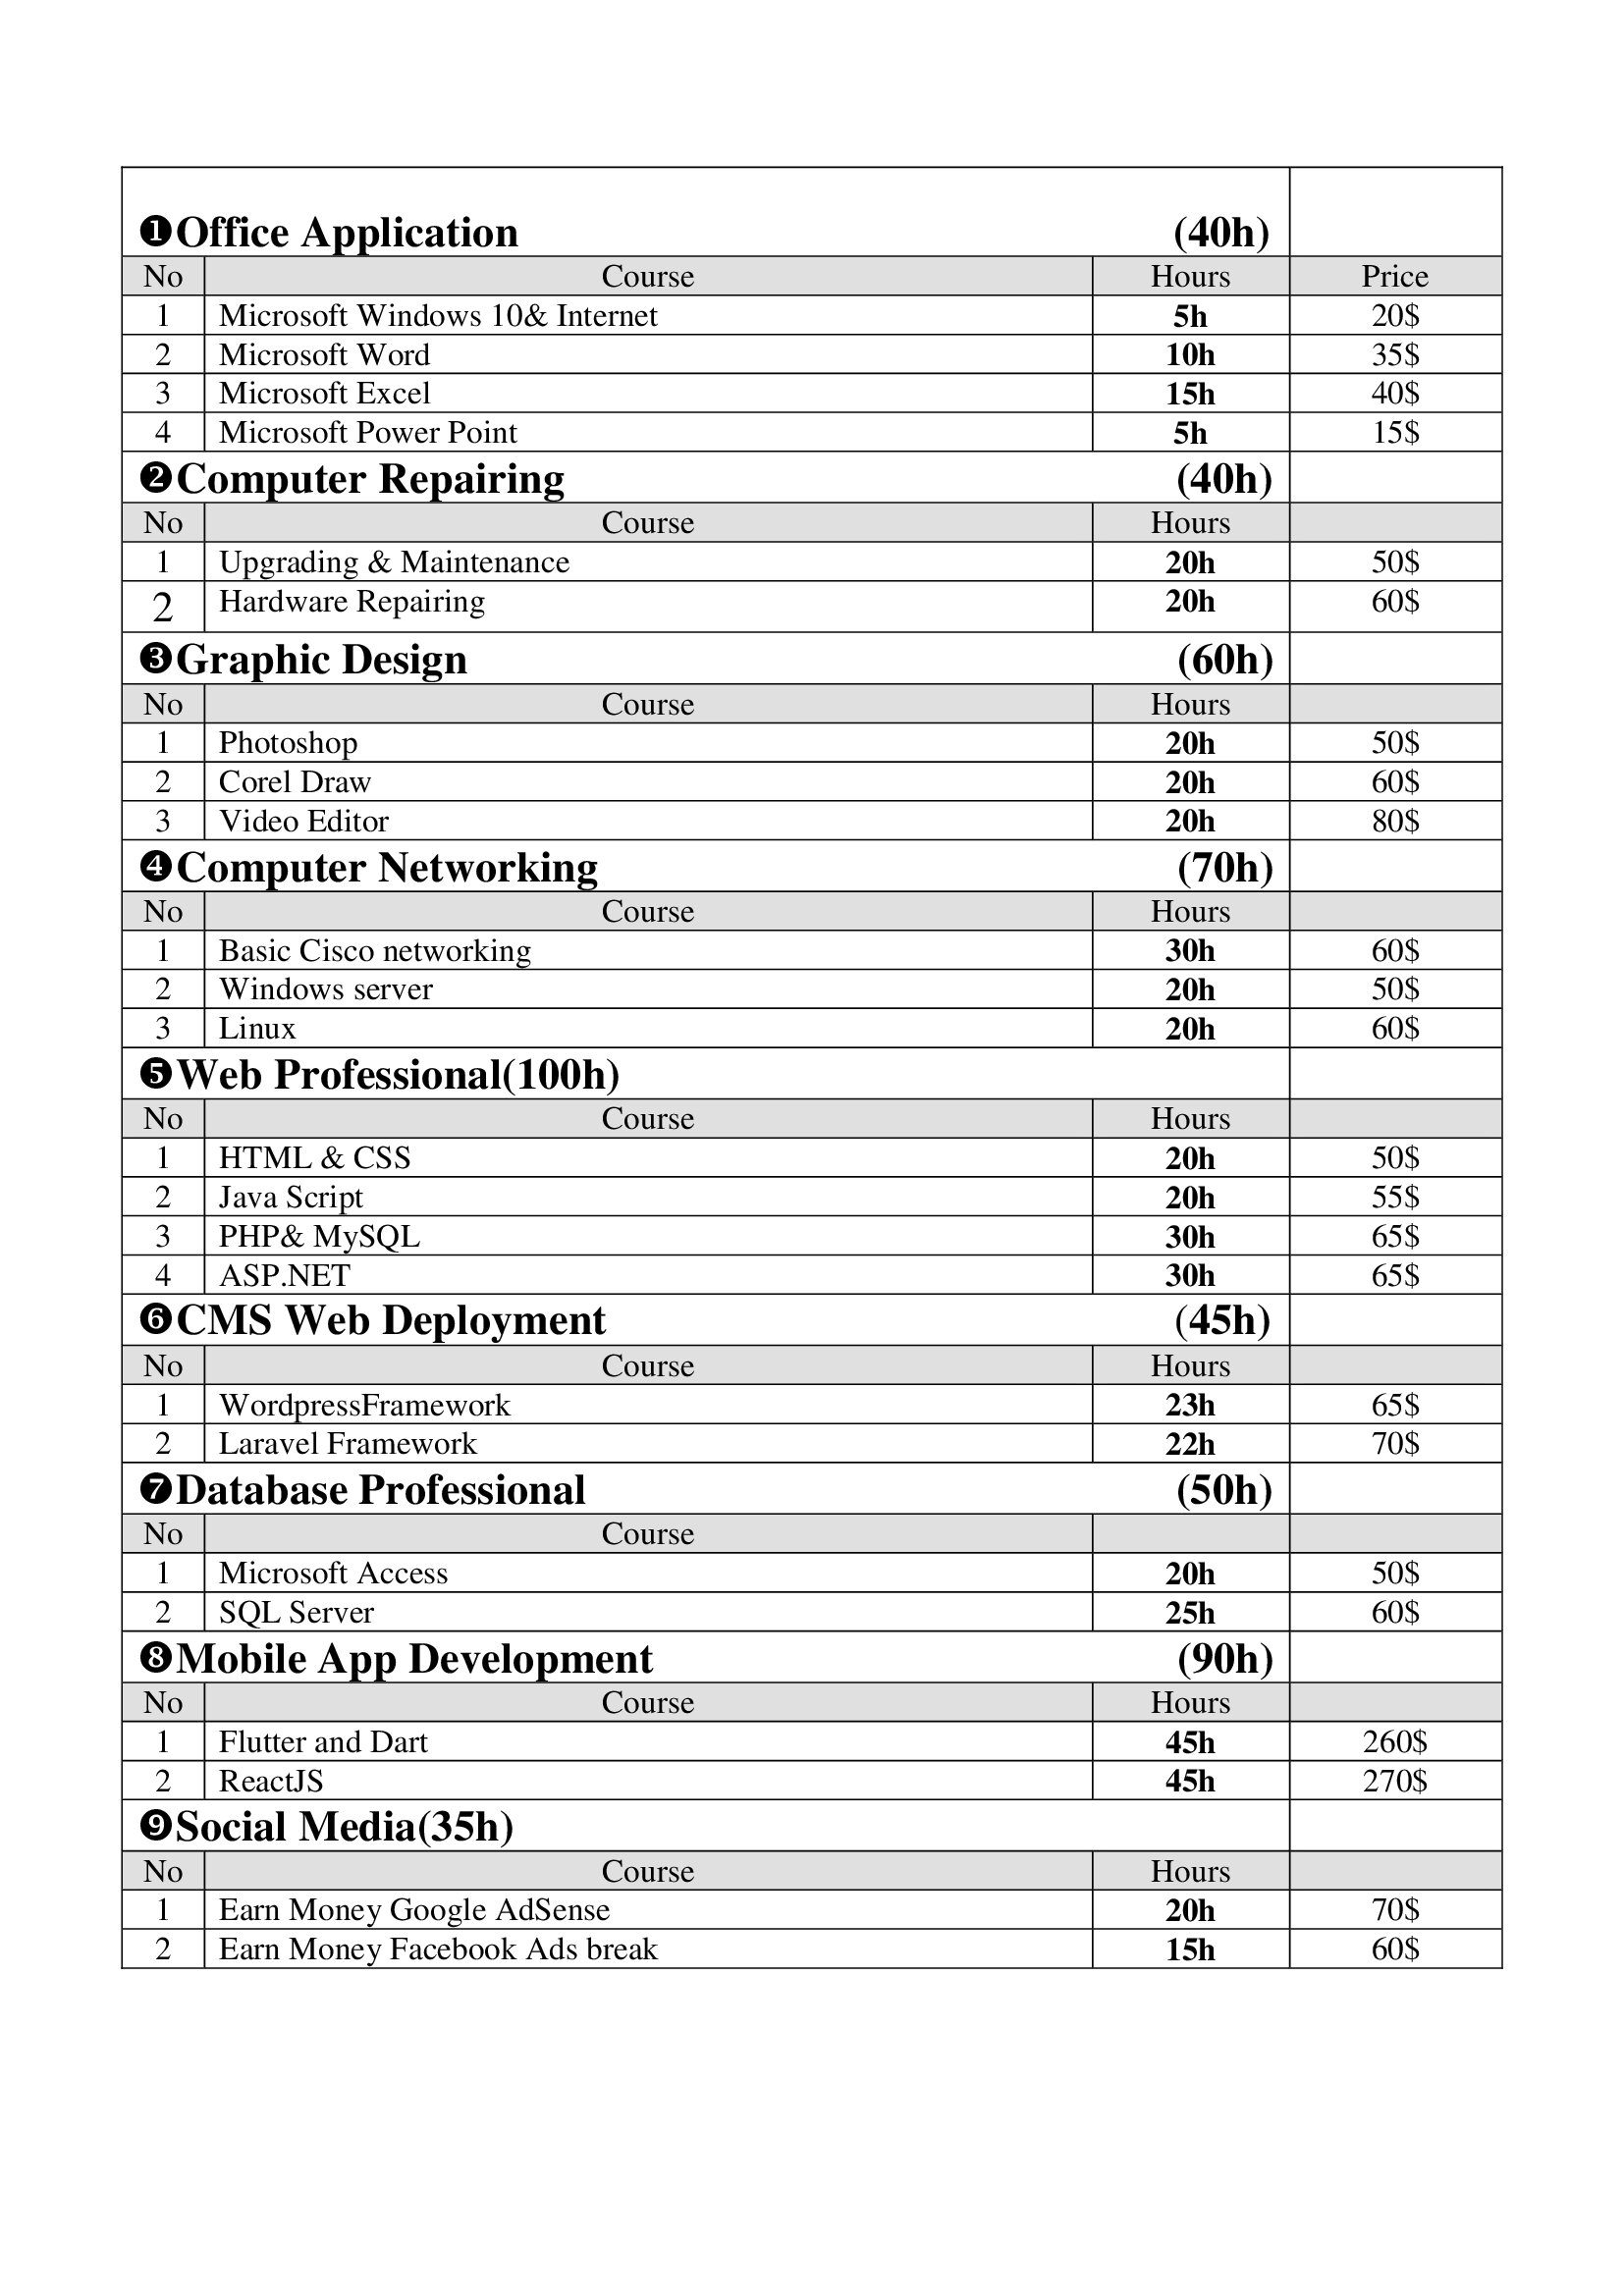 ❶Office Application (40h)
No Course Hours Price
1 Microsoft Windows 10& Internet 5h 20$
2 Microsoft Word 10h 35$
3 Microsoft Excel 15h 40$
4 Microsoft Power Point 5h 15$
❷Computer Repairing (40h)
No Course Hours
1 Upgrading & Maintenance 20h 50$
2 Hardware Repairing 20h 60$
❸Graphic Design (60h)
No Course Hours
1 Photoshop 20h 50$
2 Corel Draw 20h 60$
3 Video Editor 20h 80$
❹Computer Networking (70h)
No Course Hours
1 Basic Cisco networking 30h 60$
2 Windows server 20h 50$
3 Linux 20h 60$
❺Web Professional(100h)
No Course Hours
1 HTML & CSS 20h 50$
2 Java Script 20h 55$
3 PHP& MySQL 30h 65$
4 ASP.NET 30h 65$
❻CMS Web Deployment (45h)
No Course Hours
1 WordpressFramework 23h 65$
2 Laravel Framework 22h 70$
❼Database Professional (50h)
No Course
1 Microsoft Access 20h 50$
2 SQL Server 25h 60$
❽Mobile App Development (90h)
No Course Hours
1 Flutter and Dart 45h 260$
2 ReactJS 45h 270$
❾Social Media(35h)
No Course Hours
1 Earn Money Google AdSense 20h 70$
2 Earn Money Facebook Ads break 15h 60$